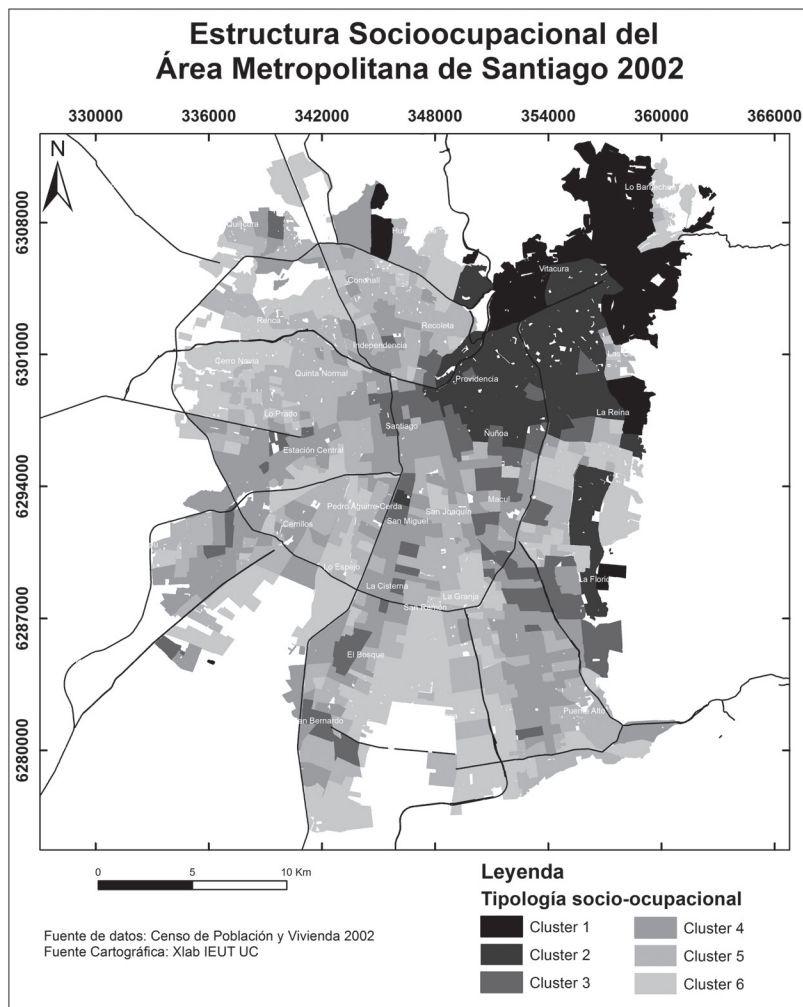 Estructura Socioocupacional del
Área Metropolitana de Santiago 2002
330000 336000 342000 348000 354000 360000 366000
N
6308000
6301000
6294000
6287000
6280000
Lo Barnechea
Quilicura
Hue
Vitacura
Conchalí
Renca
Recoleta
Independencia
Cerro Navia
Las C
Quinta Normal
Providencia
Lo Prado
La Reina
Santiago
Ñuñoa
Estación Central
Macul
Pedro Aguirre Cerda
San Joaquín
San Miguel
Cerrillos
Lo Espejo
La Cisterna
La Florid
La Granja
San Ramón
El Bosque
Puente Alto
an Bernardo
0 5 10 Km
Leyenda
Tipología socio-ocupacional
Cluster 1
Cluster 2
Cluster 3
Cluster 4
Cluster 5
Cluster 6
Fuente de datos: Censo de Población y Vivienda 2002
Fuente Cartográfica: Xlab IEUT UC